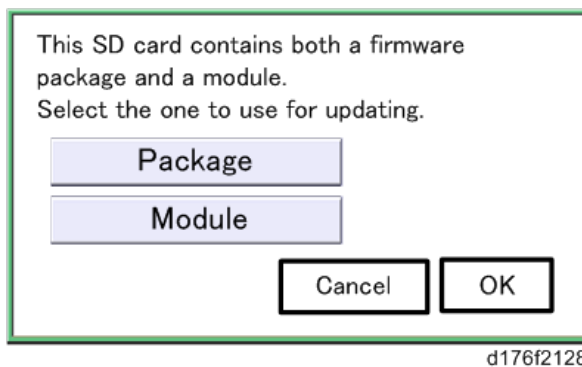 This SD card contains both a firmware
package and a module.
Select the one to use for updating.
Package
Module
Cancel
OK
d176f2128